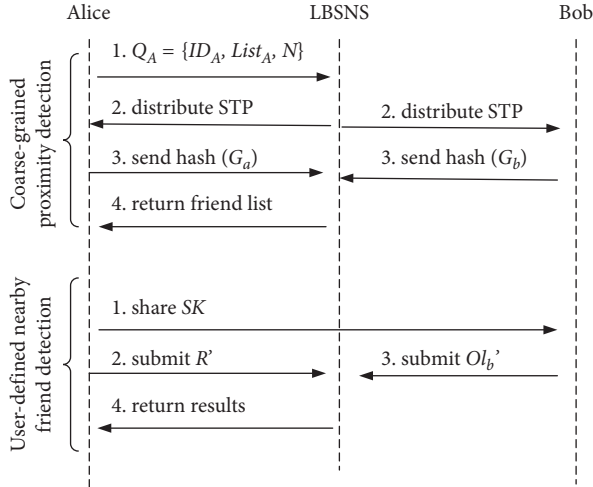 Alice
LBSNS
Bob
Coarse-grained
proximity detection
1. Q_A = {ID_A, List_A, N}
2. distribute STP
2. distribute STP
3. send hash (G_a)
3. send hash (G_b)
4. return friend list
User-defined nearby
friend detection
1. share SK
2. submit R’
3. submit Ol_b’
4. return results